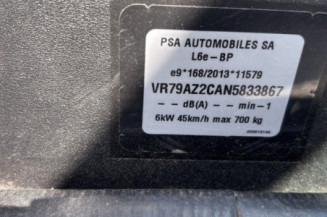 PSA AUTOMOBILES SA
L6e-BP
e9*168/2013*11579
VR79AZ2CAN5833867
-- dB(A) -- min-1
6kW 45km/h max 700 kg